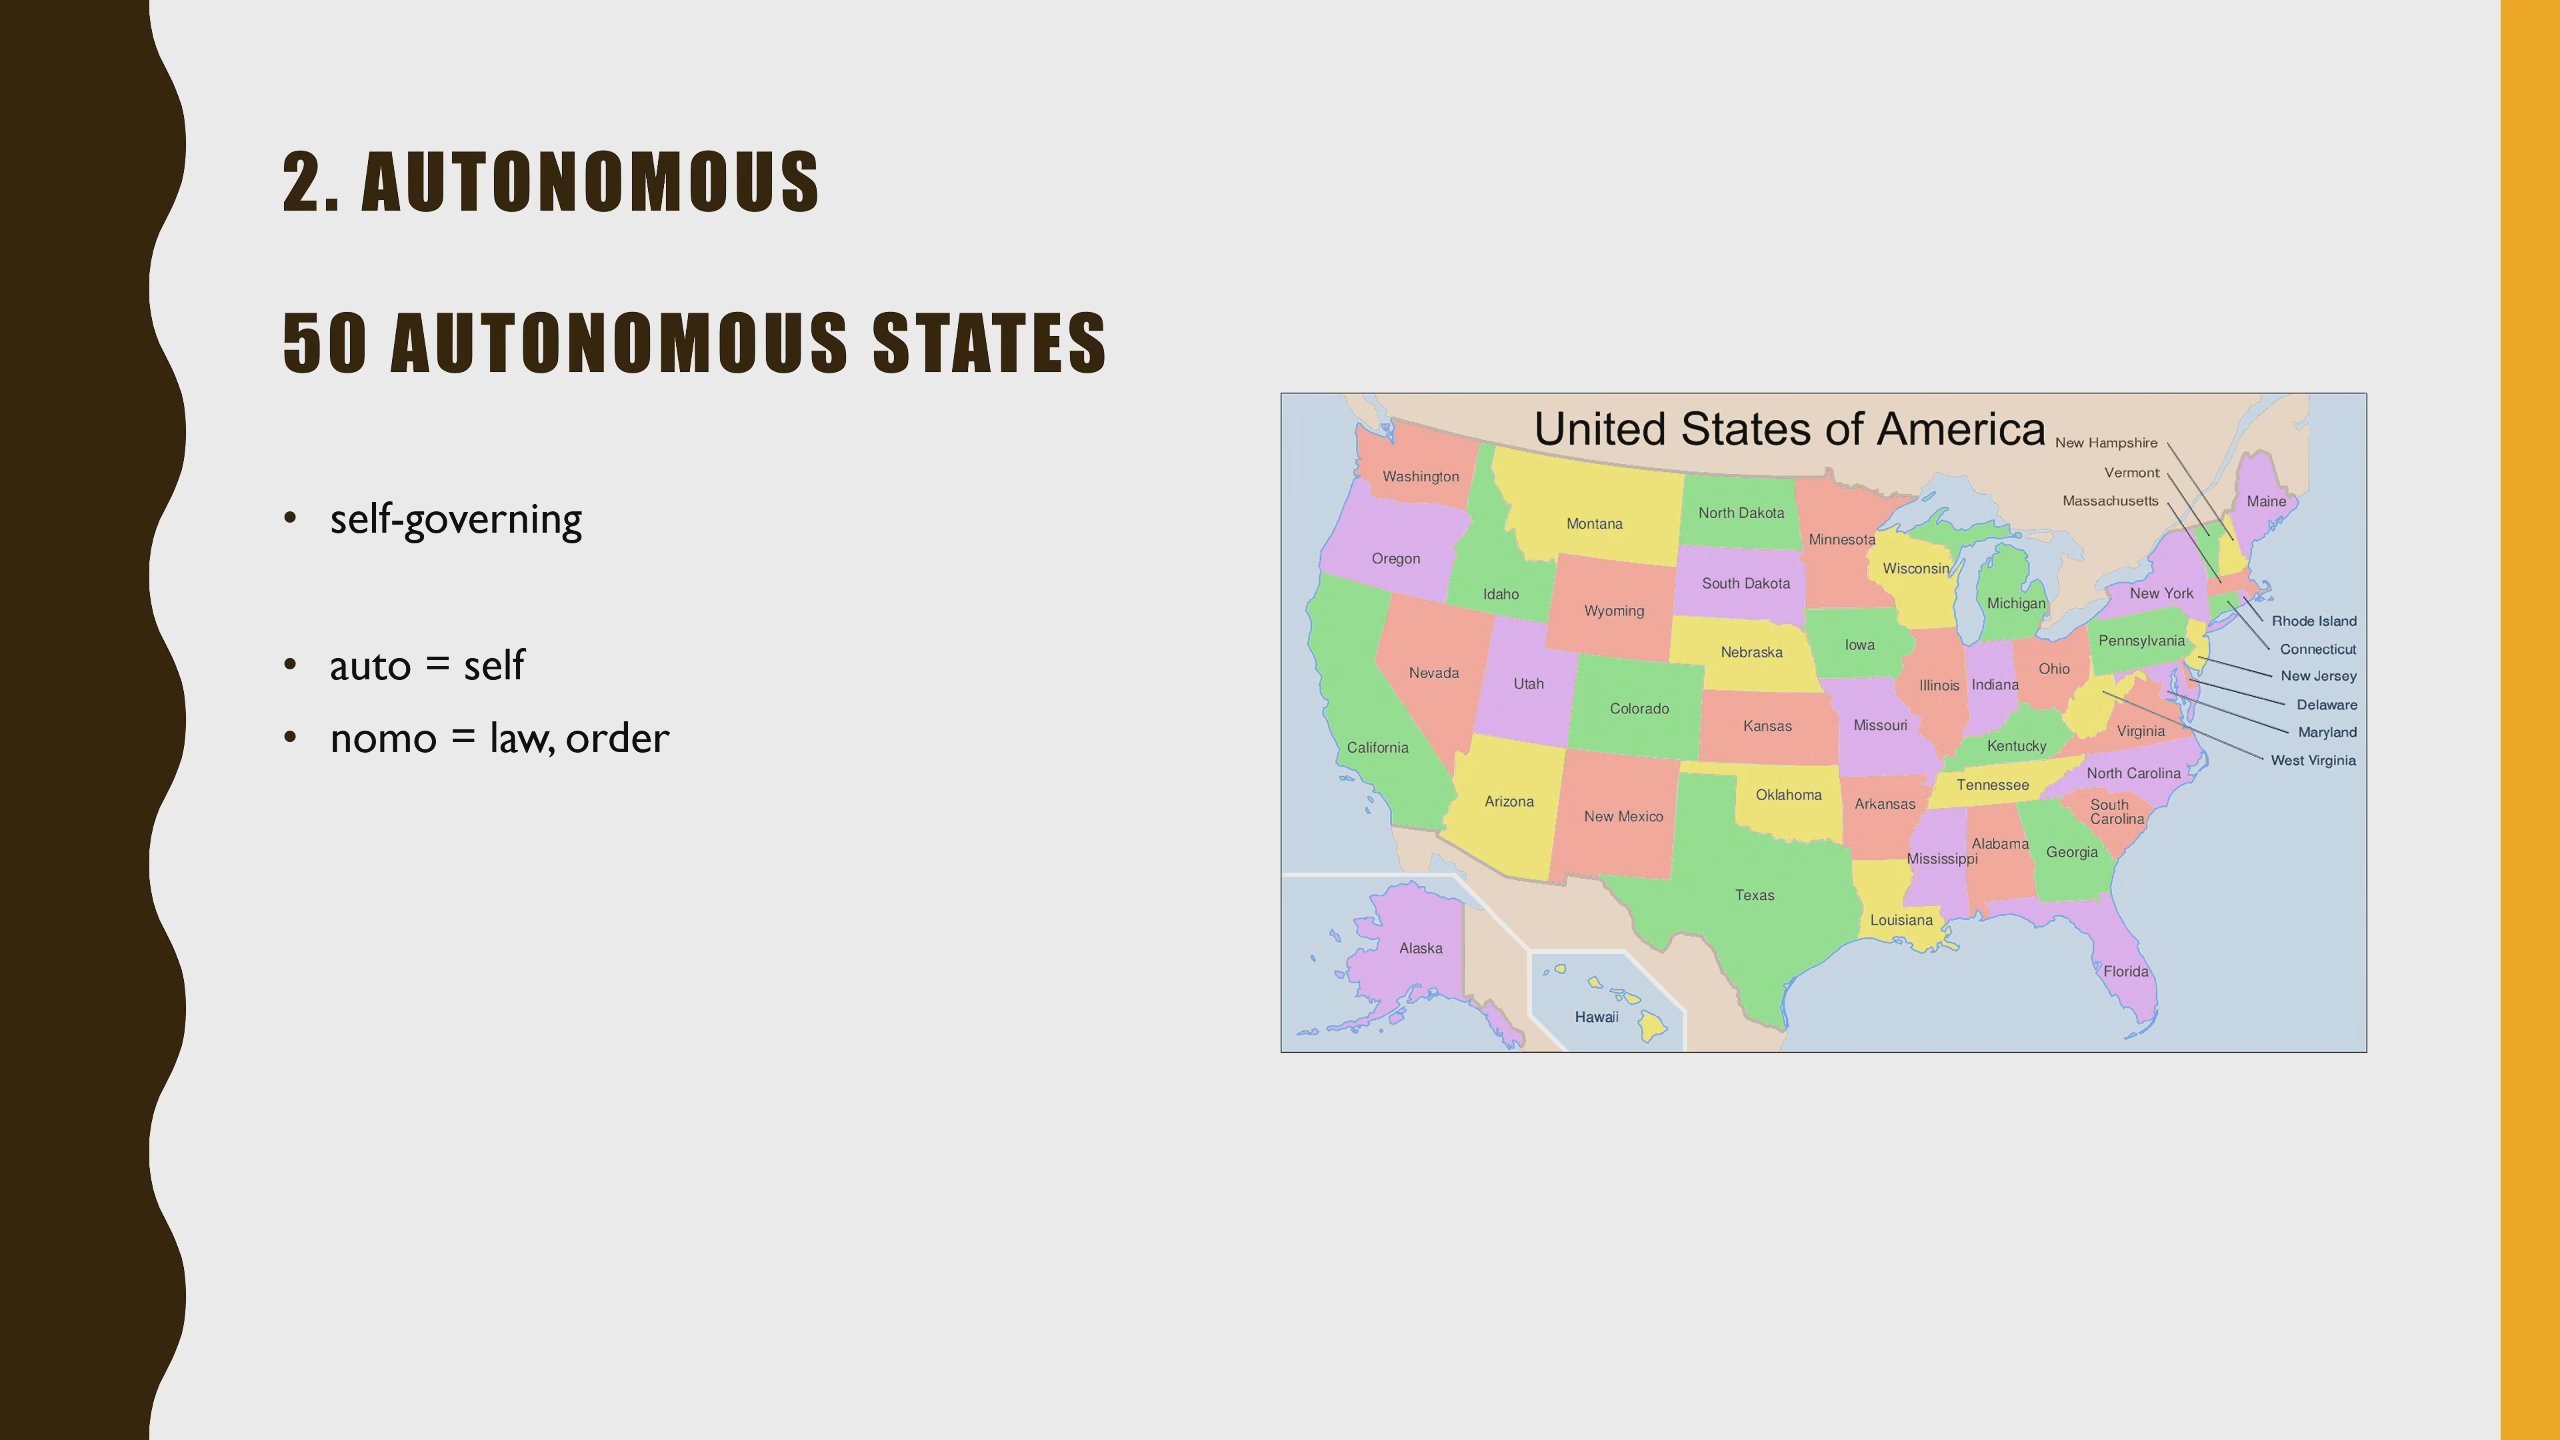 2. AUTONOMOUS
50 AUTONOMOUS STATES
• self-governing
• auto = self
• nomo = law, order
United States of America
New Hampshire
Vermont
Massachusetts
Maine
Washington
Montana
North Dakota
Minnesota
Oregon
Idaho
Wyoming
South Dakota
Wisconsin
Michigan
New York
Rhode Island
Connecticut
New Jersey
Delaware
Maryland
West Virginia
Pennsylvania
Iowa
Nebraska
Nevada
Utah
Colorado
Illinois
Indiana
Ohio
California
Kansas
Missouri
Kentucky
Virginia
Arizona
New Mexico
Oklahoma
Arkansas
Tennessee
North Carolina
South
Carolina
Texas
Louisiana
Mississippi
Alabama
Georgia
Florida
Alaska
Hawaii